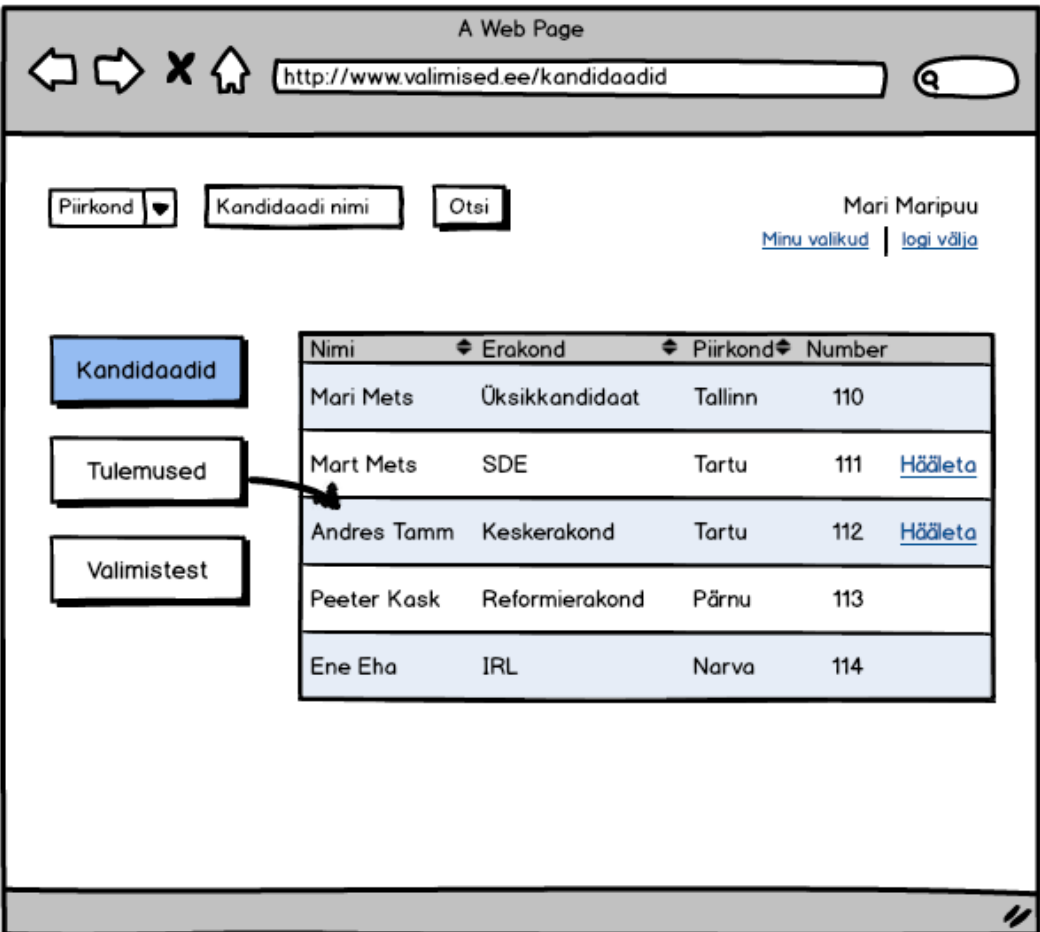 A Web Page
http://www.valimised.ee/kandidaadid
Piirkond Kandidaadi nimi Otsi Mari Maripuu
Minu valikud logi välja
Kandidaadid
Tulemused
Valimistest
Nimi Erakond Piirkond Number
Mari Mets Üksikkandidaat Tallinn 110
Mart Mets SDE Tartu 111 Hääleta
Andres Tamm Keskerakond Tartu 112 Hääleta
Peeter Kask Reformierakond Pärnu 113
Ene Eha IRL Narva 114